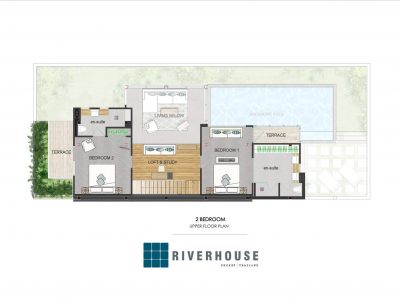 en-suite
LIVING BELOW
SWIMMING POOL
TERRACE
TERRACE
BEDROOM 2
LOFT & STUDY
BEDROOM 1
en-suite
2 BEDROOM
UPPER FLOOR PLAN
RIVERHOUSE
PHUKET THAILAND